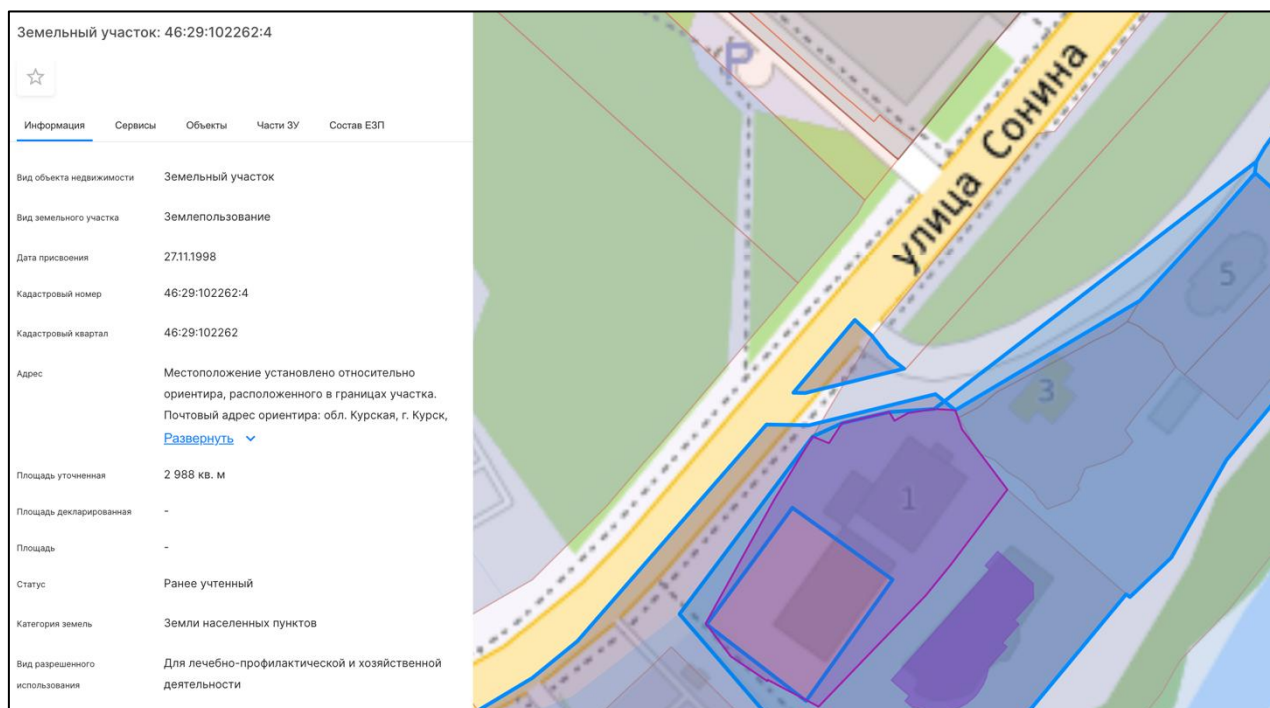 Земельный участок: 46:29:102262:4
Информация Сервисы Объекты Части ЗУ Состав ЕЗП
Вид объекта недвижимости Земельный участок
Вид земельного участка Землепользование
Дата присвоения 27.11.1998
Кадастровый номер 46:29:102262:4
Кадастровый квартал 46:29:102262
Адрес Местоположение установлено относительно
ориентира, расположенного в границах участка.
Почтовый адрес ориентира: обл. Курская, г. Курск,
Развернуть
Площадь уточненная 2 988 кв. м
Площадь декларированная -
Площадь -
Статус Ранее учтенный
Категория земель Земли населенных пунктов
Вид разрешенного Для лечебно-профилактической и хозяйственной
использования деятельности
P
улица Сонина
5
3
1